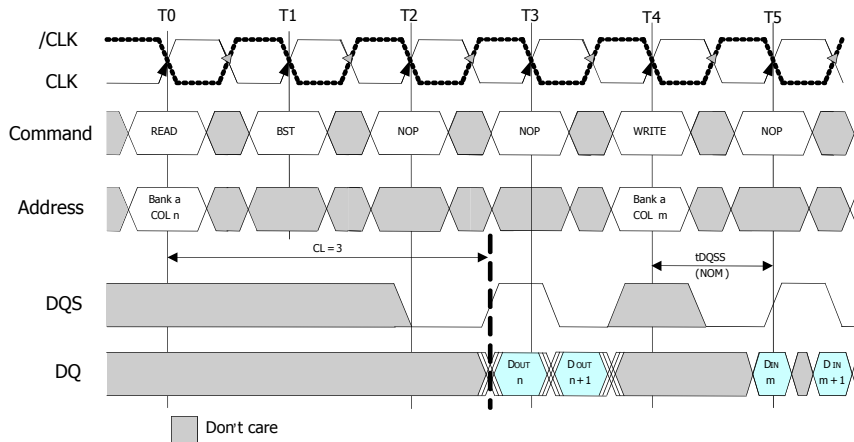 T0 T1 T2 T3 T4 T5
/CLK
CLK
Command READ BST NOP NOP WRITE NOP
Address Bank a COL n Bank a COL m
CL = 3 tDQSS (NOM)
DQS
DQ DOUT n DOUT n+1 DIN m DIN m+1
Don't care